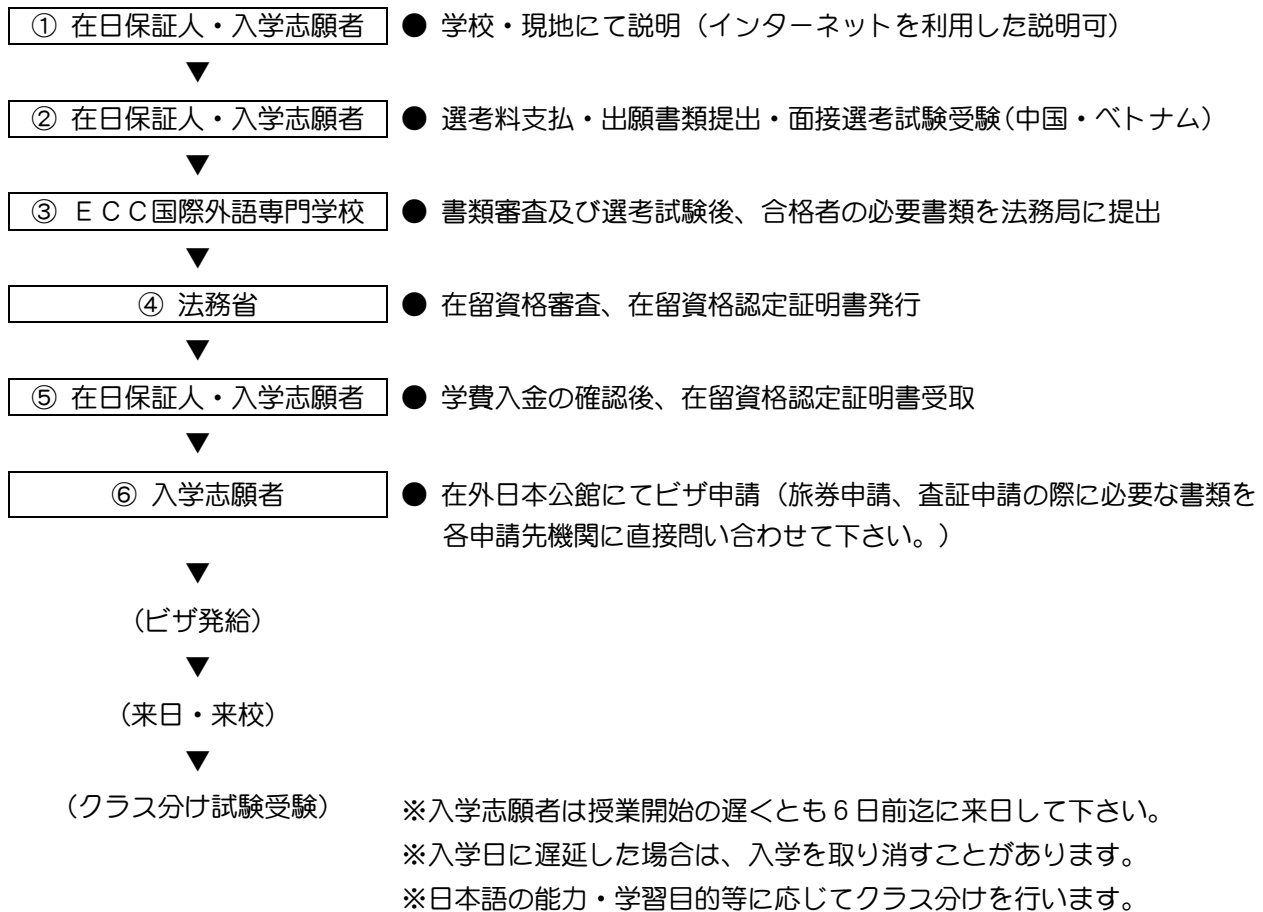 ① 在日保証人・入学志願者 ● 学校・現地にて説明（インターネットを利用した説明可）
▼
② 在日保証人・入学志願者 ● 選考料支払・出願書類提出・面接選考試験受験(中国・ベトナム)
▼
③ ＥＣＣ国際外語専門学校 ● 書類審査及び選考試験後、合格者の必要書類を法務局に提出
▼
④ 法務省 ● 在留資格審査、在留資格認定証明書発行
▼
⑤ 在日保証人・入学志願者 ● 学費入金の確認後、在留資格認定証明書受取
▼
⑥ 入学志願者 ● 在外日本公館にてビザ申請（旅券申請、査証申請の際に必要な書類を
各申請先機関に直接問い合わせて下さい。）
▼
（ビザ発給）
▼
（来日・来校）
▼
（クラス分け試験受験） ※入学志願者は授業開始の遅くとも６日前迄に来日して下さい。
※入学日に遅延した場合は、入学を取り消すことがあります。
※日本語の能力・学習目的等に応じてクラス分けを行います。